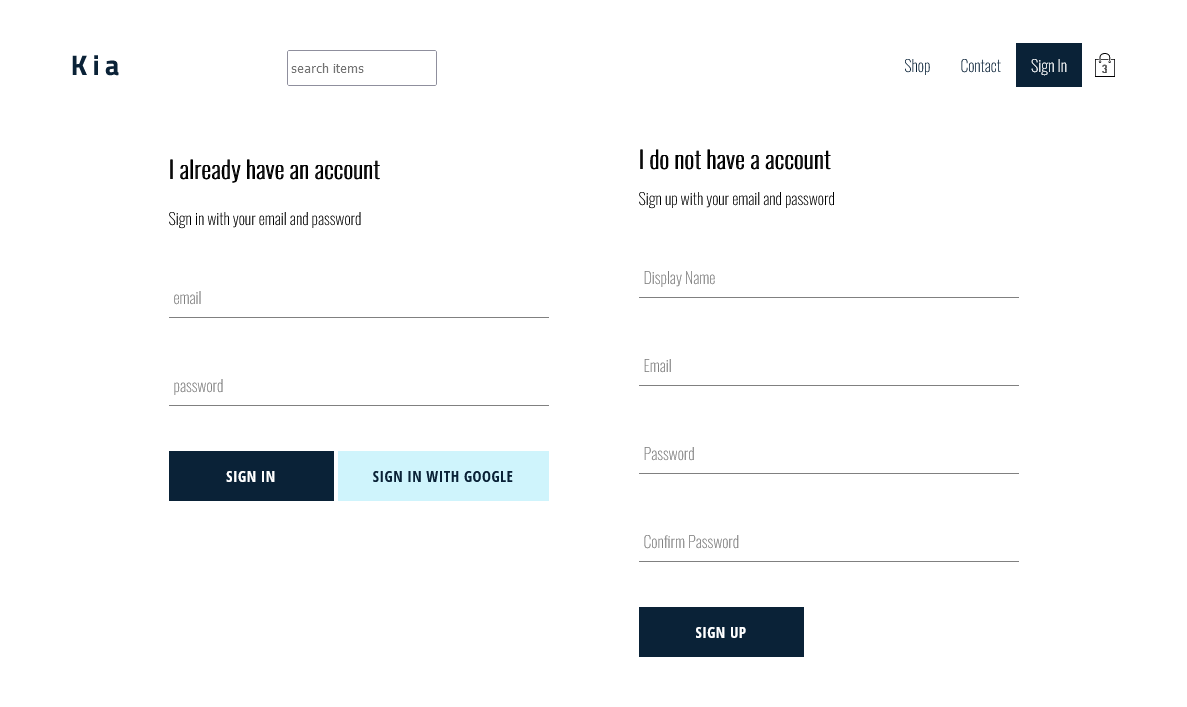 Kia
search items
Shop
Contact
Sign In
3
I already have an account
Sign in with your email and password
email
password
SIGN IN
SIGN IN WITH GOOGLE
I do not have a account
Sign up with your email and password
Display Name
Email
Password
Confirm Password
SIGN UP